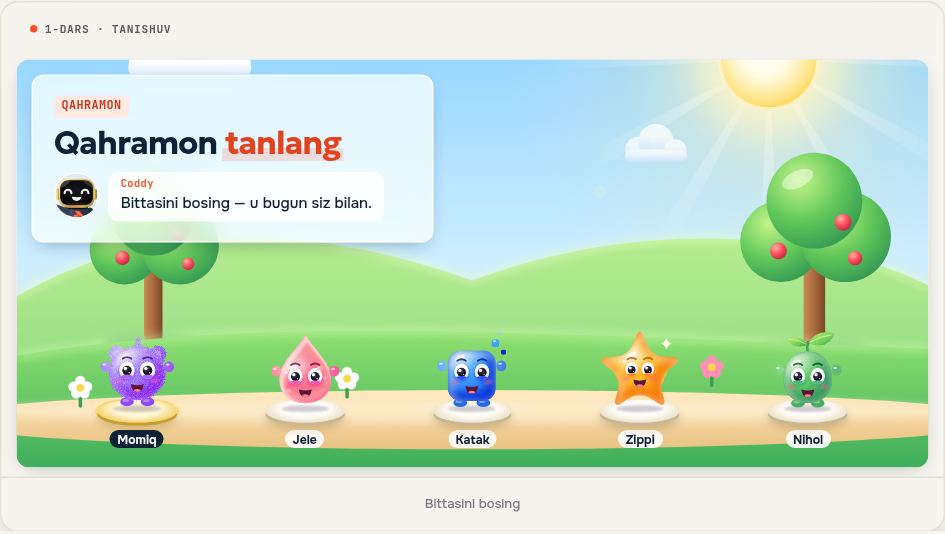 1-DARS · TANISHUV
QAHRAMON
Qahramon tanlang
Coddy
Bittasini bosing — u bugun siz bilan.
Momiq
Jele
Katak
Zippi
Nihol
Bittasini bosing